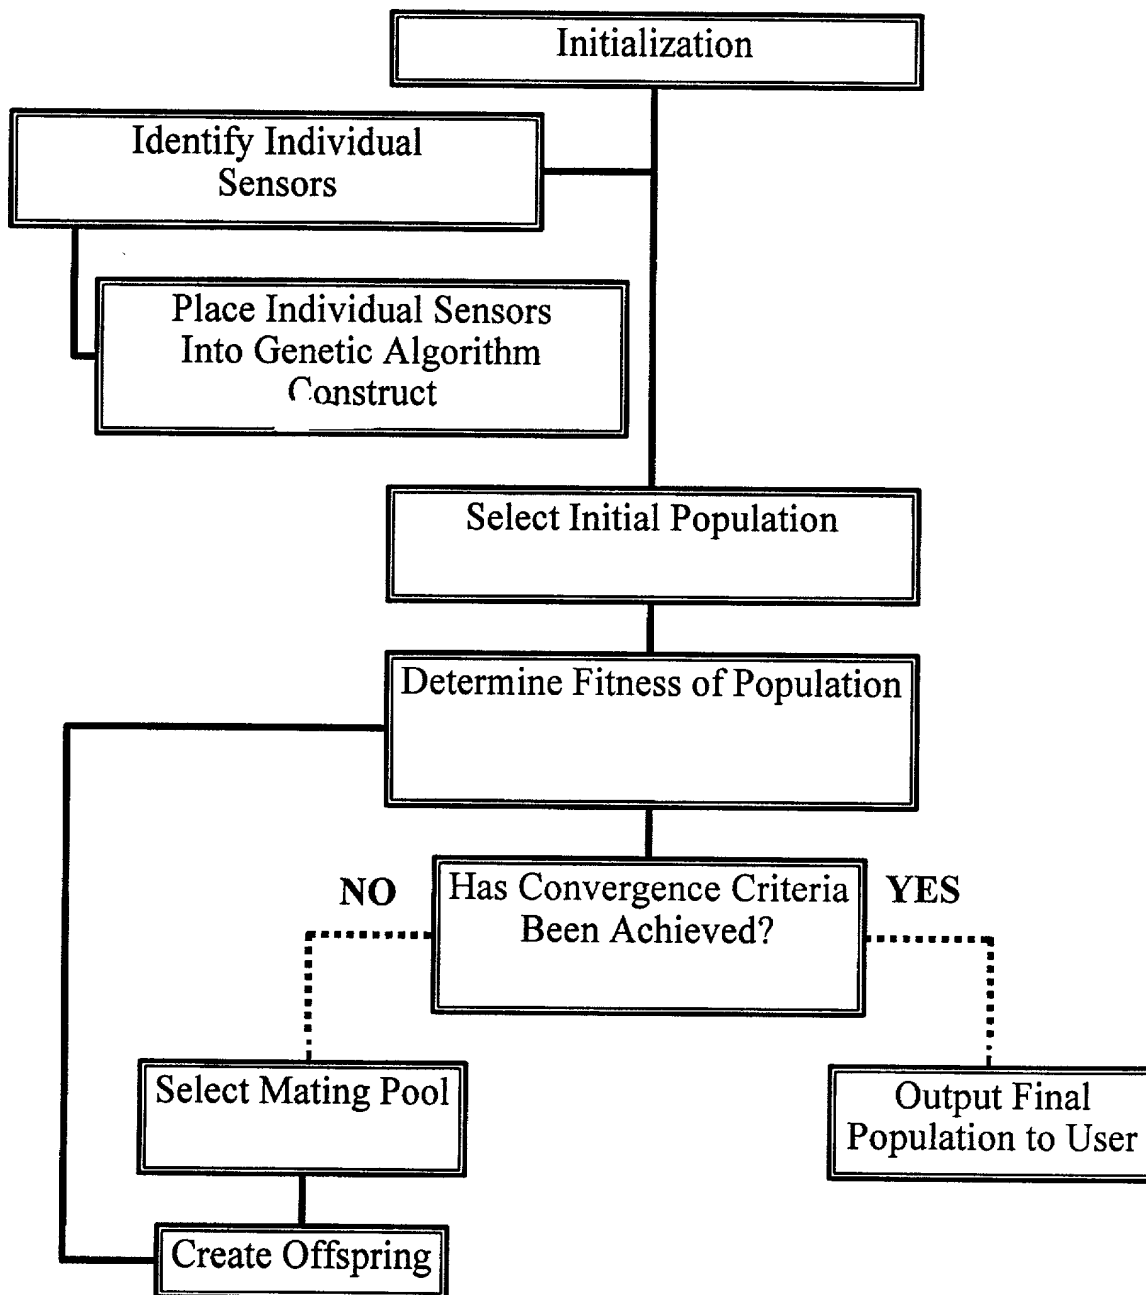 Initialization
Identify Individual
Sensors
Place Individual Sensors
Into Genetic Algorithm
Construct
Select Initial Population
Determine Fitness of Population
NO
Has Convergence Criteria
Been Achieved?
YES
Select Mating Pool
Output Final
Population to User
Create Offspring